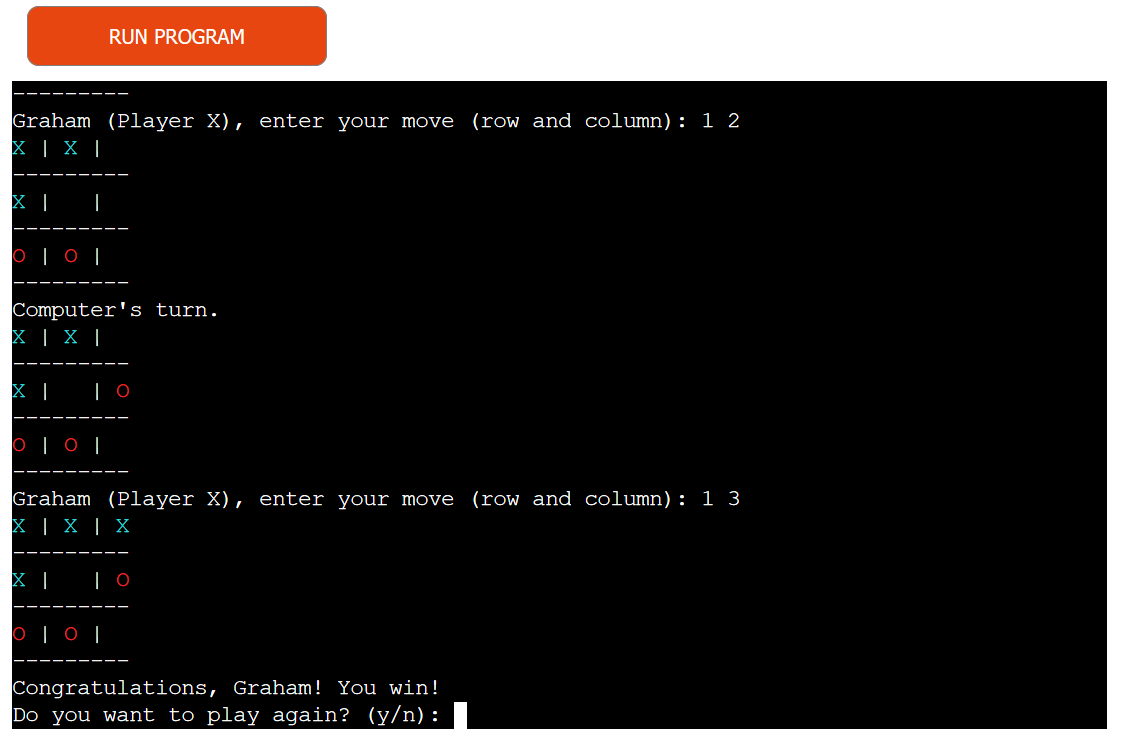 RUN PROGRAM
---------
Graham (Player X), enter your move (row and column): 1 2
X | X |
---------
X |   |
---------
O | O |
---------
Computer's turn.
X | X |
---------
X |   | O
---------
O | O |
---------
Graham (Player X), enter your move (row and column): 1 3
X | X | X
---------
X |   | O
---------
O | O |
---------
Congratulations, Graham! You win!
Do you want to play again? (y/n):